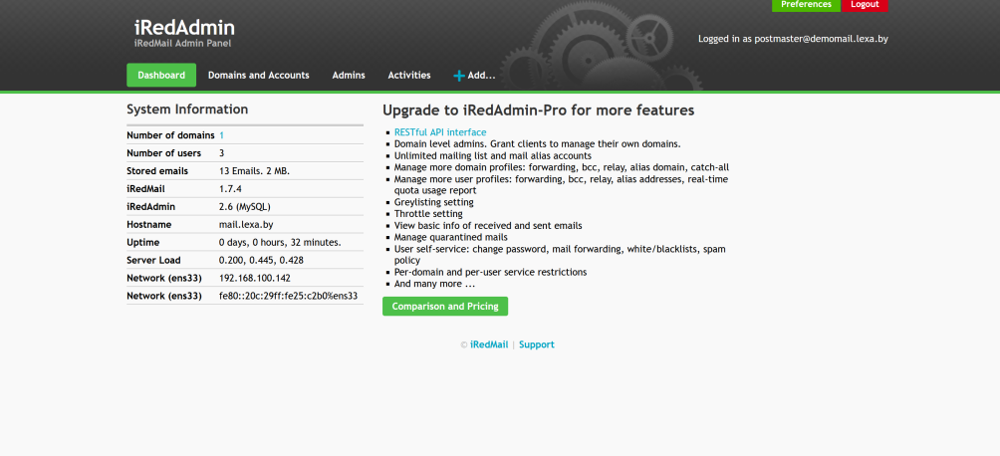 Preferences Logout
iRedAdmin
iRedMail Admin Panel
Logged in as postmaster@demomail.lexa.by
Dashboard Domains and Accounts Admins Activities Add...
System Information
Number of domains 1
Number of users 3
Stored emails 13 Emails. 2 MB.
iRedMail 1.7.4
iRedAdmin 2.6 (MySQL)
Hostname mail.lexa.by
Uptime 0 days, 0 hours, 32 minutes.
Server Load 0.200, 0.445, 0.428
Network (ens33) 192.168.100.142
Network (ens33) fe80::20c:29ff:fe25:c2b0%ens33
Upgrade to iRedAdmin-Pro for more features
RESTful API interface
Domain level admins. Grant clients to manage their own domains.
Unlimited mailing list and mail alias accounts
Manage more domain profiles: forwarding, bcc, relay, alias domain, catch-all
Manage more user profiles: forwarding, bcc, relay, alias addresses, real-time
quota usage report
Greylisting setting
Throttle setting
View basic info of received and sent emails
Manage quarantined mails
User self-service: change password, mail forwarding, white/blacklists, spam
policy
Per-domain and per-user service restrictions
And many more ...
Comparison and Pricing
© iRedMail | Support